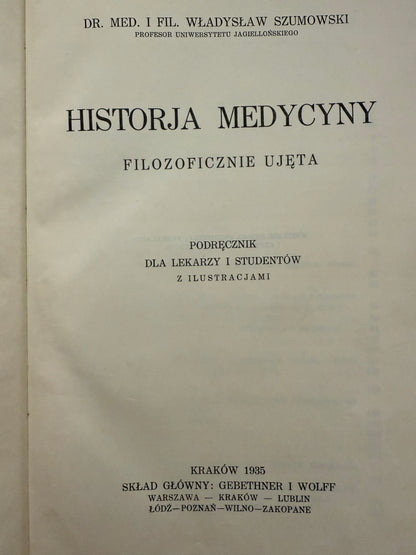 DR. MED. I FIL. WŁADYSŁAW SZUMOWSKI
PROFESOR UNIWERSYTETU JAGIELLOŃSKIEGO
HISTORJA MEDYCYNY
FILOZOFICZNIE UJĘTA
PODRĘCZNIK
DLA LEKARZY I STUDENTÓW
Z ILUSTRACJAMI
KRAKÓW 1935
SKŁAD GŁÓWNY: GEBETHNER I WOLFF
WARSZAWA — KRAKÓW — LUBLIN
ŁÓDŹ—POZNAŃ—WILNO—ZAKOPANE